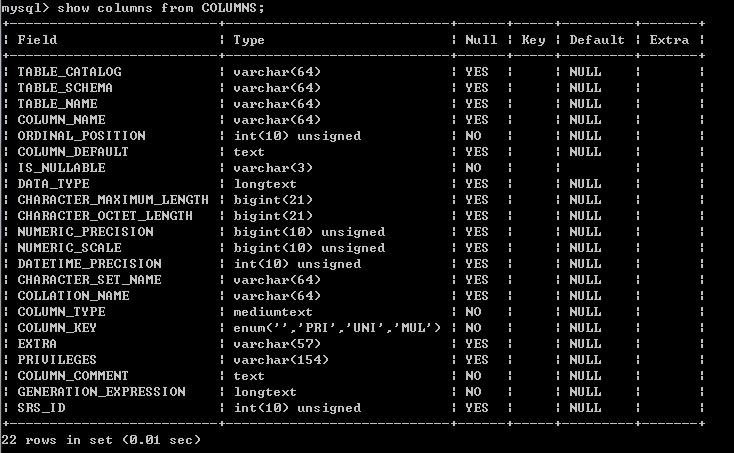 mysql> show columns from COLUMNS;
+--------------------------+----------------------------+------+-----+---------+-------+
| Field                    | Type                       | Null | Key | Default | Extra |
+--------------------------+----------------------------+------+-----+---------+-------+
| TABLE_CATALOG            | varchar(64)                | YES  |     | NULL    |       |
| TABLE_SCHEMA             | varchar(64)                | YES  |     | NULL    |       |
| TABLE_NAME               | varchar(64)                | YES  |     | NULL    |       |
| COLUMN_NAME              | varchar(64)                | YES  |     | NULL    |       |
| ORDINAL_POSITION         | int(10) unsigned           | NO   |     | NULL    |       |
| COLUMN_DEFAULT           | text                       | YES  |     | NULL    |       |
| IS_NULLABLE              | varchar(3)                 | NO   |     |         |       |
| DATA_TYPE                | longtext                   | YES  |     | NULL    |       |
| CHARACTER_MAXIMUM_LENGTH | bigint(21)                 | YES  |     | NULL    |       |
| CHARACTER_OCTET_LENGTH   | bigint(21)                 | YES  |     | NULL    |       |
| NUMERIC_PRECISION        | bigint(10) unsigned        | YES  |     | NULL    |       |
| NUMERIC_SCALE            | bigint(10) unsigned        | YES  |     | NULL    |       |
| DATETIME_PRECISION       | int(10) unsigned           | YES  |     | NULL    |       |
| CHARACTER_SET_NAME       | varchar(64)                | YES  |     | NULL    |       |
| COLLATION_NAME           | varchar(64)                | YES  |     | NULL    |       |
| COLUMN_TYPE              | mediumtext                 | NO   |     | NULL    |       |
| COLUMN_KEY               | enum('','PRI','UNI','MUL') | NO   |     | NULL    |       |
| EXTRA                    | varchar(57)                | YES  |     | NULL    |       |
| PRIVILEGES               | varchar(154)               | YES  |     | NULL    |       |
| COLUMN_COMMENT           | text                       | NO   |     | NULL    |       |
| GENERATION_EXPRESSION    | longtext                   | NO   |     | NULL    |       |
| SRS_ID                   | int(10) unsigned           | YES  |     | NULL    |       |
+--------------------------+----------------------------+------+-----+---------+-------+
22 rows in set (0.01 sec)